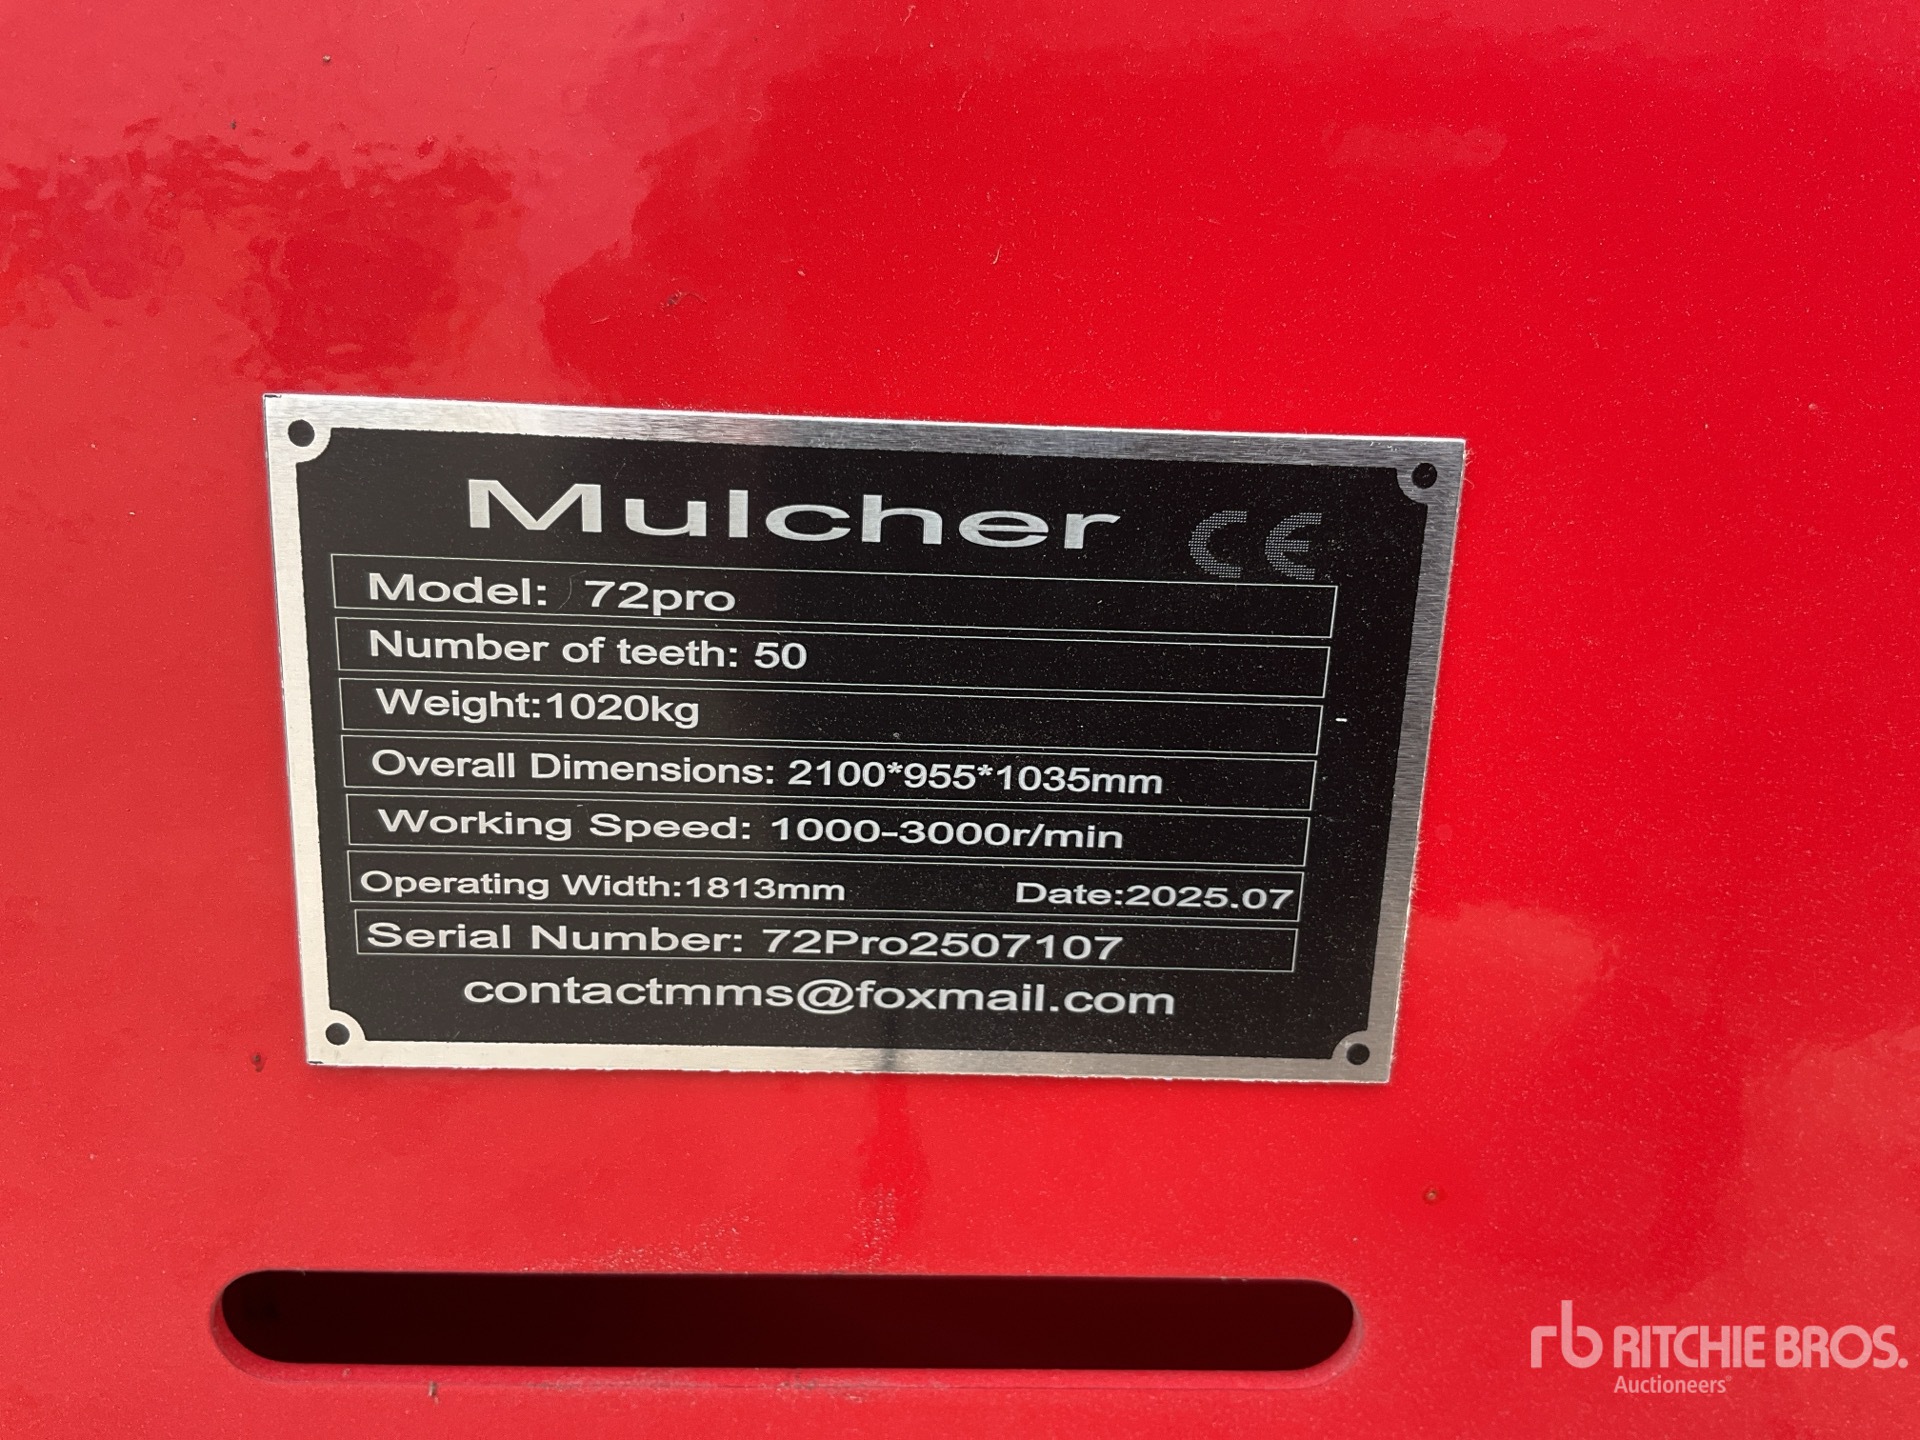 Mulcher CE
Model: 72pro
Number of teeth: 50
Weight:1020kg
Overall Dimensions: 2100*955*1035mm
Working Speed: 1000-3000r/min
Operating Width:1813mm Date:2025.07
Serial Number: 72Pro2507107
contactmms@foxmail.com
rb RITCHIE BROS.
Auctioneers